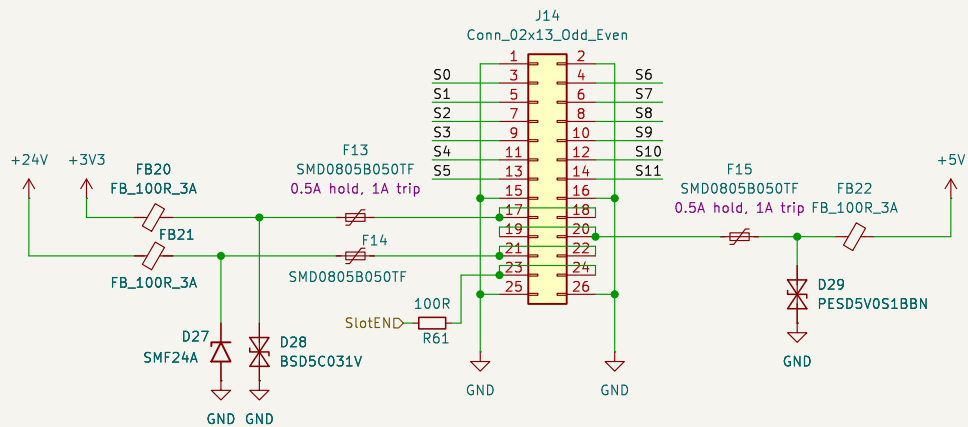 J14
Conn_02x13_Odd_Even
1 2
S0 3 4 S6
S1 5 6 S7
S2 7 8 S8
S3 9 10 S9
S4 11 12 S10
S5 13 14 S11
15 16
17 18
19 20
21 22
23 24
25 26
+24V
+3V3
FB20
FB_100R_3A
FB21
FB_100R_3A
F13
SMD0805B050TF
0.5A hold, 1A trip
F14
SMD0805B050TF
F15
SMD0805B050TF
0.5A hold, 1A trip
FB22
FB_100R_3A
+5V
100R
SlotEN
R61
D27
SMF24A
D28
BSD5C031V
D29
PESD5V0S1BBN
GND
GND
GND
GND
GND